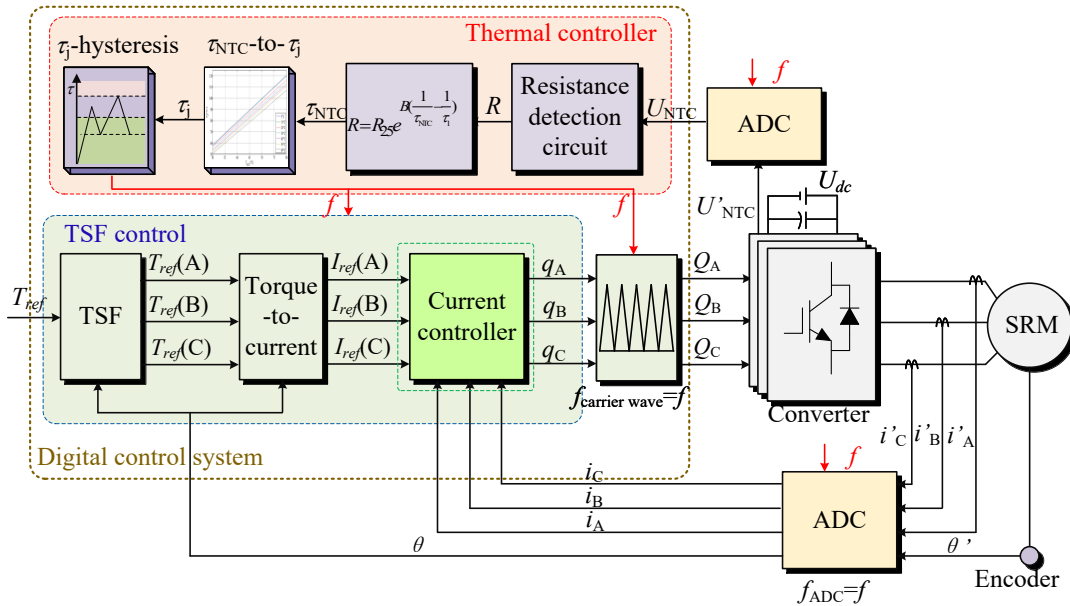 Thermal controller
τj-hysteresis
τNTC-to-τj
τ
τj
τNTC
R=R25e^B(1/τNTC-1/τ1)
R
Resistance
detection
circuit
UNTC
f
ADC
U'NTC
Udc
f
f
TSF control
Tref
TSF
Tref(A)
Tref(B)
Tref(C)
Torque
-to-
current
Iref(A)
Iref(B)
Iref(C)
Current
controller
qA
qB
qC
fcarrier wave=f
QA
QB
QC
Converter
SRM
i'C
i'B
i'A
Digital control system
f
ADC
iC
iB
iA
θ
θ'
fADC=f
Encoder